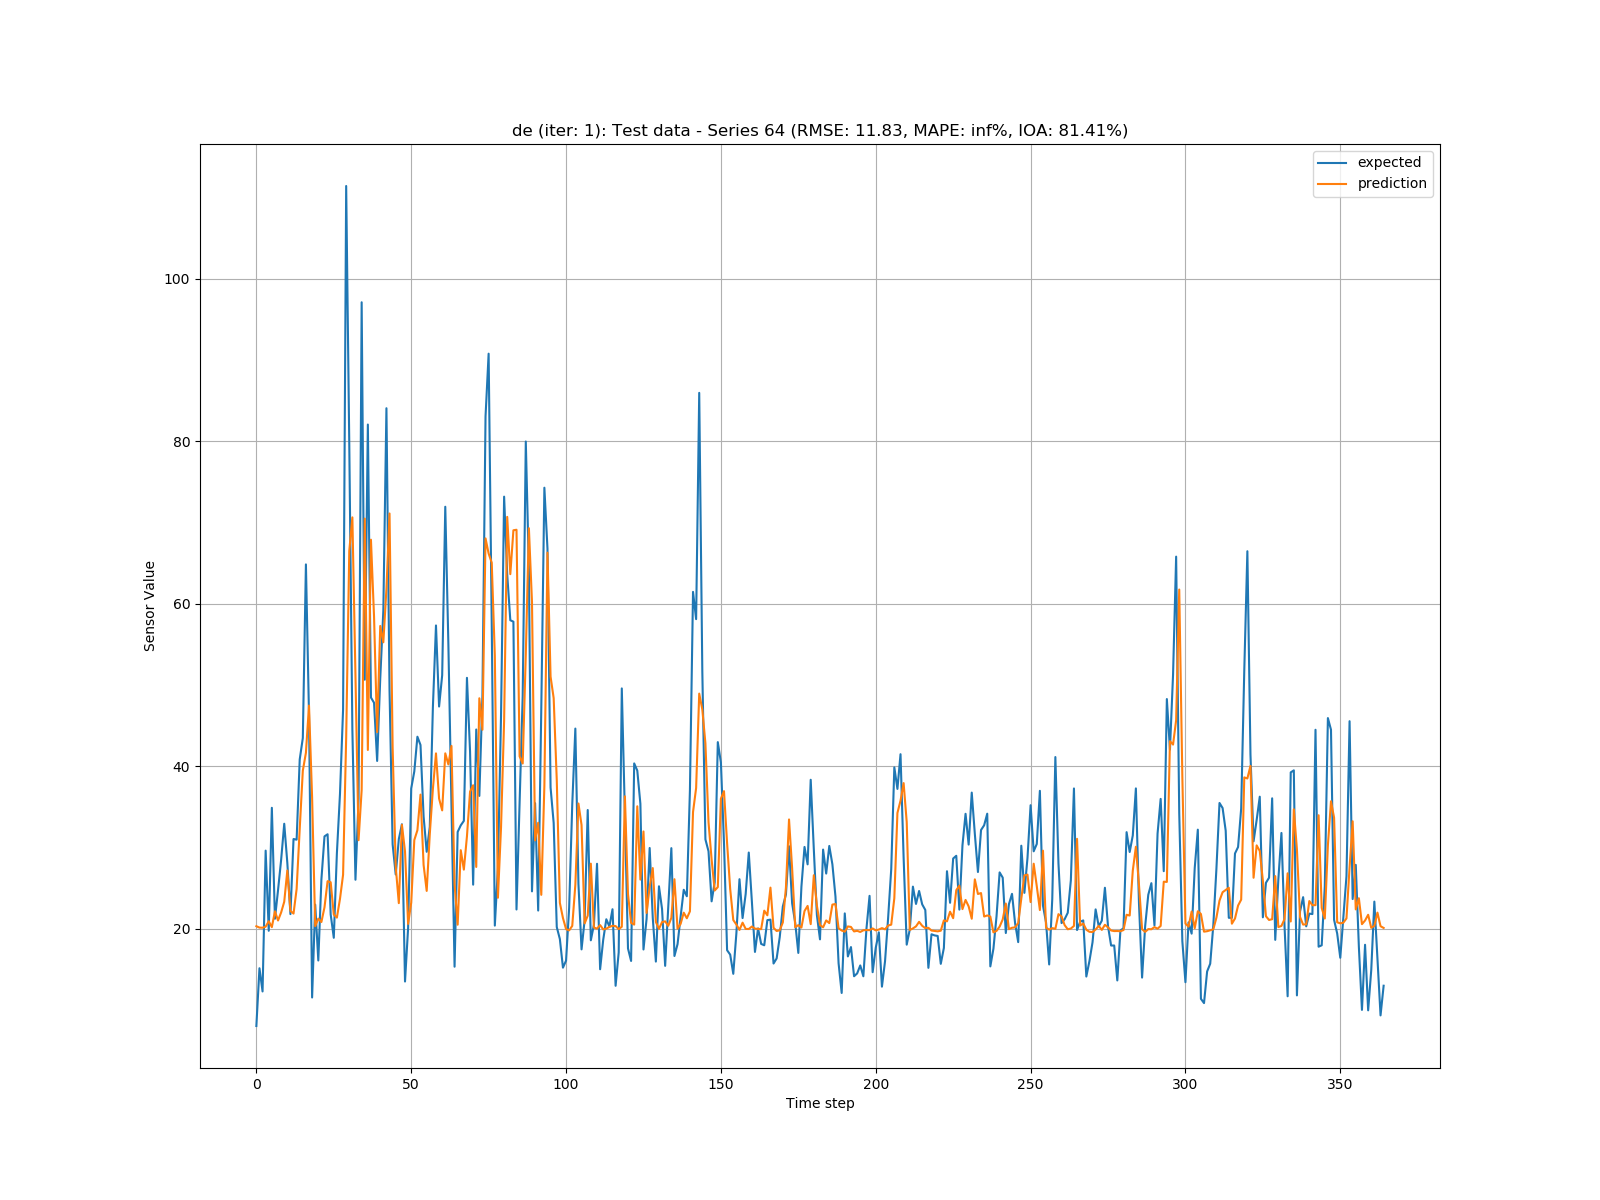 de (iter: 1): Test data - Series 64 (RMSE: 11.83, MAPE: inf%, IOA: 81.41%)
expected
prediction
100
80
60
40
20
Sensor Value
0 50 100 150 200 250 300 350
Time step